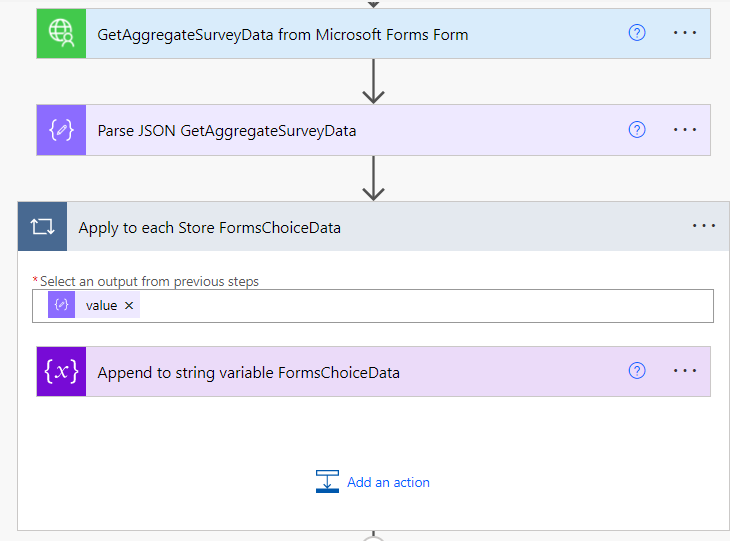 GetAggregateSurveyData from Microsoft Forms Form
?
...
{}
Parse JSON GetAggregateSurveyData
?
...
Apply to each Store FormsChoiceData
...
*Select an output from previous steps
{} value ×
{x}
Append to string variable FormsChoiceData
?
...
Add an action